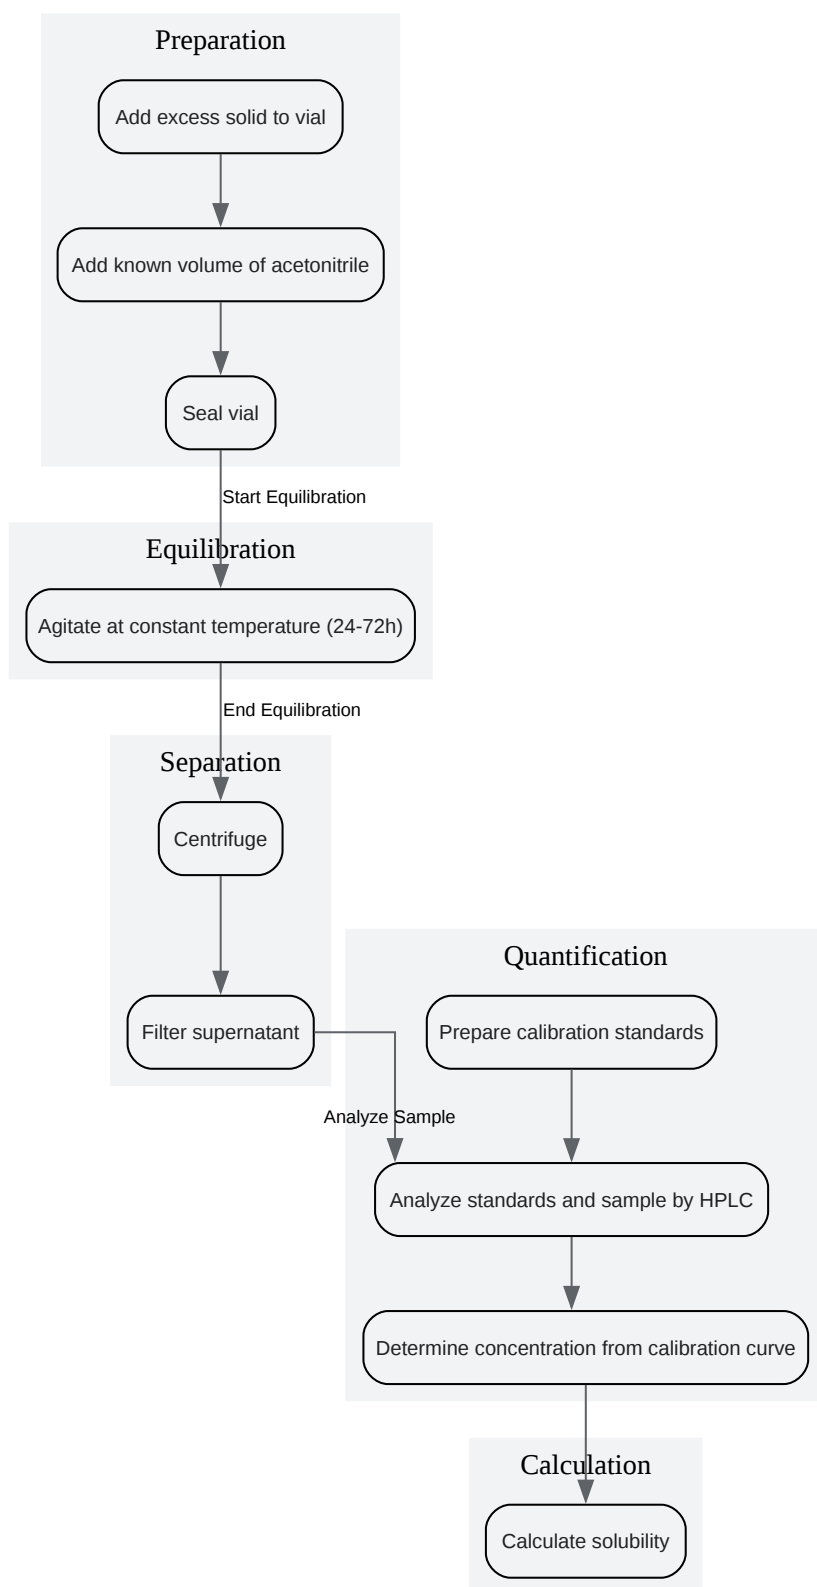 Preparation
Add excess solid to vial
Add known volume of acetonitrile
Seal vial
Start Equilibration
Equilibration
Agitate at constant temperature (24-72h)
End Equilibration
Separation
Centrifuge
Filter supernatant
Quantification
Prepare calibration standards
Analyze Sample
Analyze standards and sample by HPLC
Determine concentration from calibration curve
Calculation
Calculate solubility